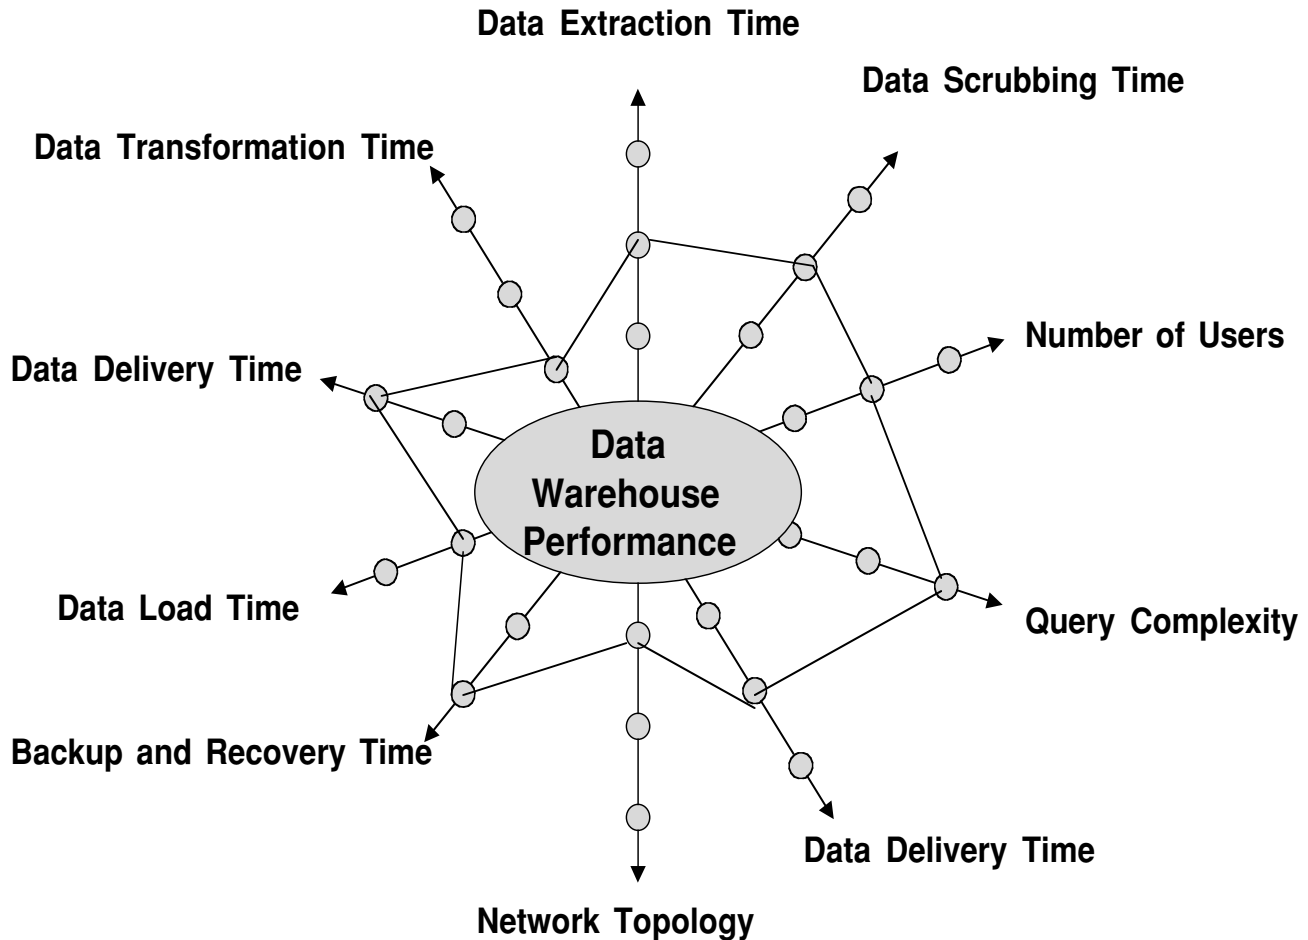 Data Extraction Time
Data Scrubbing Time
Data Transformation Time
Number of Users
Data Delivery Time
Data
Warehouse
Performance
Data Load Time
Query Complexity
Backup and Recovery Time
Data Delivery Time
Network Topology